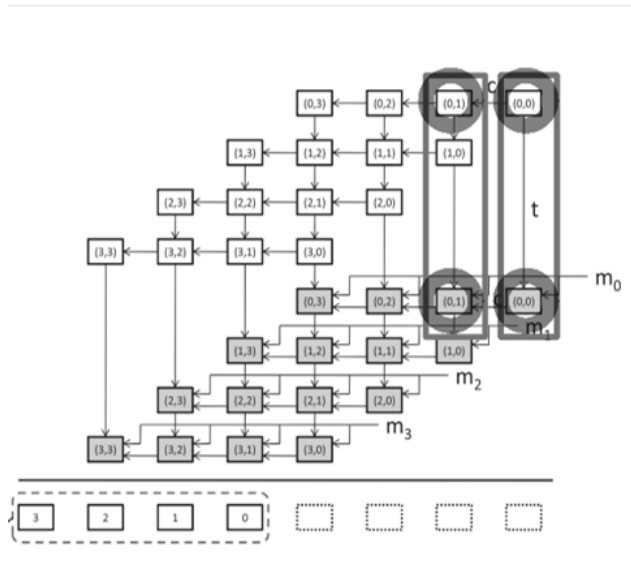 (0,3) (0,2) (0,1) c (0,0)
(1,3) (1,2) (1,1) (1,0)
(2,3) (2,2) (2,1) (2,0) t
(3,3) (3,2) (3,1) (3,0)
m0
(0,3) (0,2) (0,1) (0,0)
m1
(1,3) (1,2) (1,1) (1,0)
m2
(2,3) (2,2) (2,1) (2,0)
m3
(3,3) (3,2) (3,1) (3,0)
3 2 1 0